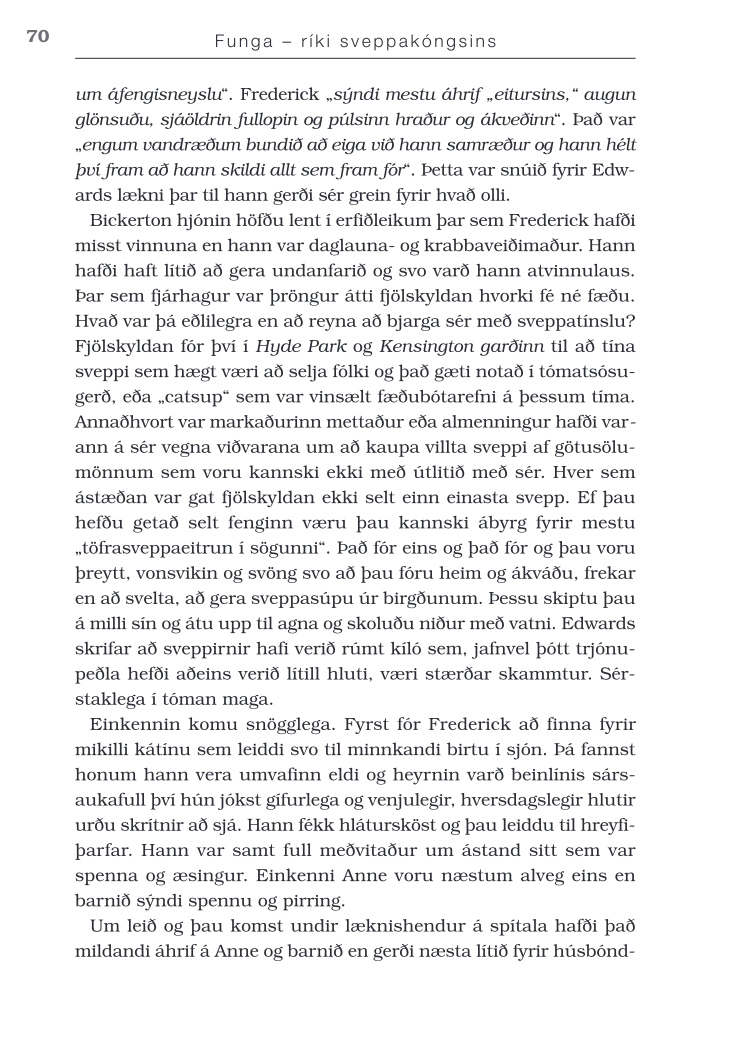 70
Funga – ríki sveppakóngsins
um áfengisneyslu“. Frederick „sýndi mestu áhrif „eitursins,“ augun
glönsuðu, sjáöldrin fullopin og púlsinn hraður og ákveðinn“. Það var
„engum vandræðum bundið að eiga við hann samræður og hann hélt
því fram að hann skildi allt sem fram fór“. Þetta var snúið fyrir Edw-
ards lækni þar til hann gerði sér grein fyrir hvað olli.
Bickerton hjónin höfðu lent í erfiðleikum þar sem Frederick hafði
misst vinnuna en hann var daglauna- og krabbaveiðimaður. Hann
hafði haft lítið að gera undanfarið og svo varð hann atvinnulaus.
Þar sem fjárhagur var þröngur átti fjölskyldan hvorki fé né fæðu.
Hvað var þá eðlilegra en að reyna að bjarga sér með sveppatínslu?
Fjölskyldan fór því í Hyde Park og Kensington garðinn til að tína
sveppi sem hægt væri að selja fólki og það gæti notað í tómatsósu-
gerð, eða „catsup“ sem var vinsælt fæðubótarefni á þessum tíma.
Annaðhvort var markaðurinn mettaður eða almenningur hafði var-
ann á sér vegna viðvarana um að kaupa villta sveppi af götusölu-
mönnum sem voru kannski ekki með útlitið með sér. Hver sem
ástæðan var gat fjölskyldan ekki selt einn einasta svepp. Ef þau
hefðu getað selt fenginn væru þau kannski ábyrg fyrir mestu
„töfrasveppaeitrun í sögunni“. Það fór eins og það fór og þau voru
þreytt, vonsvikin og svöng svo að þau fóru heim og ákváðu, frekar
en að svelta, að gera sveppasúpu úr birgðunum. Þessu skiptu þau
á milli sín og átu upp til agna og skoluðu niður með vatni. Edwards
skrifar að sveppirnir hafi verið rúmt kíló sem, jafnvel þótt trjónu-
peðla hefði aðeins verið lítill hluti, væri stærðar skammtur. Sér-
staklega í tóman maga.
Einkennin komu snögglega. Fyrst fór Frederick að finna fyrir
mikilli kátínu sem leiddi svo til minnkandi birtu í sjón. Þá fannst
honum hann vera umvafinn eldi og heyrnin varð beinlínis sárs-
aukafull því hún jókst gífurlega og venjulegir, hversdagslegir hlutir
urðu skrítnir að sjá. Hann fékk hlátursköst og þau leiddu til hreyfi-
þarfar. Hann var samt full meðvitaður um ástand sitt sem var
spenna og æsingur. Einkenni Anne voru næstum alveg eins en
barnið sýndi spennu og pirring.
Um leið og þau komst undir læknishendur á spítala hafði það
mildandi áhrif á Anne og barnið en gerði næsta lítið fyrir húsbónd-